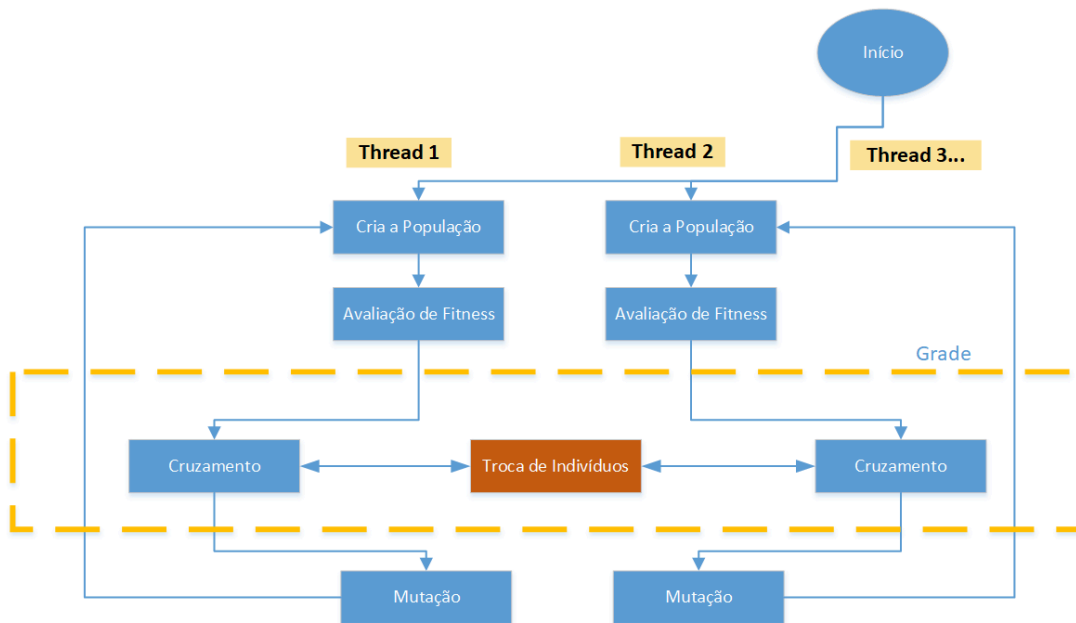 Início
Thread 1
Thread 2
Thread 3...
Cria a População
Cria a População
Avaliação de Fitness
Avaliação de Fitness
Grade
Cruzamento
Troca de Indivíduos
Cruzamento
Mutação
Mutação